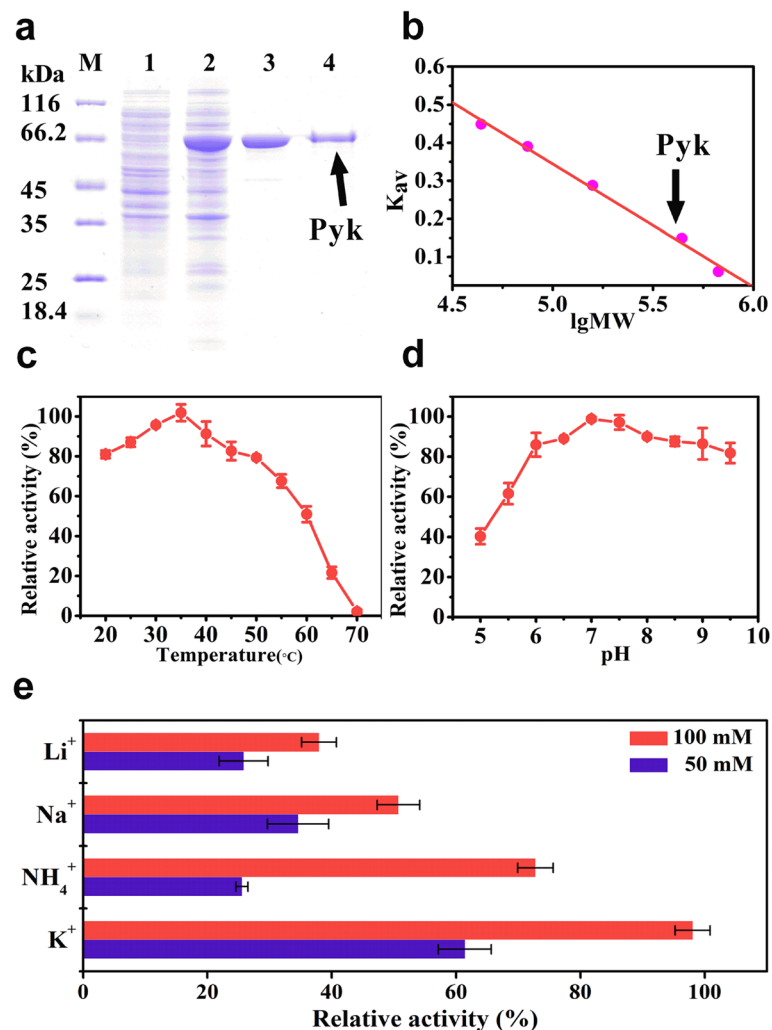 a
M 1 2 3 4
kDa
116
66.2
45
35
25
18.4
Pyk
b
0.6
0.5
0.4
0.3
0.2
0.1
Kav
Pyk
4.5 5.0 5.5 6.0
lgMW
c
100
80
60
40
20
0
Relative activity (%)
20 30 40 50 60 70
Temperature(°C)
d
100
80
60
40
20
0
Relative activity (%)
5 6 7 8 9 10
pH
e
Li⁺
Na⁺
NH₄⁺
K⁺
100 mM
50 mM
0 20 40 60 80 100
Relative activity (%)